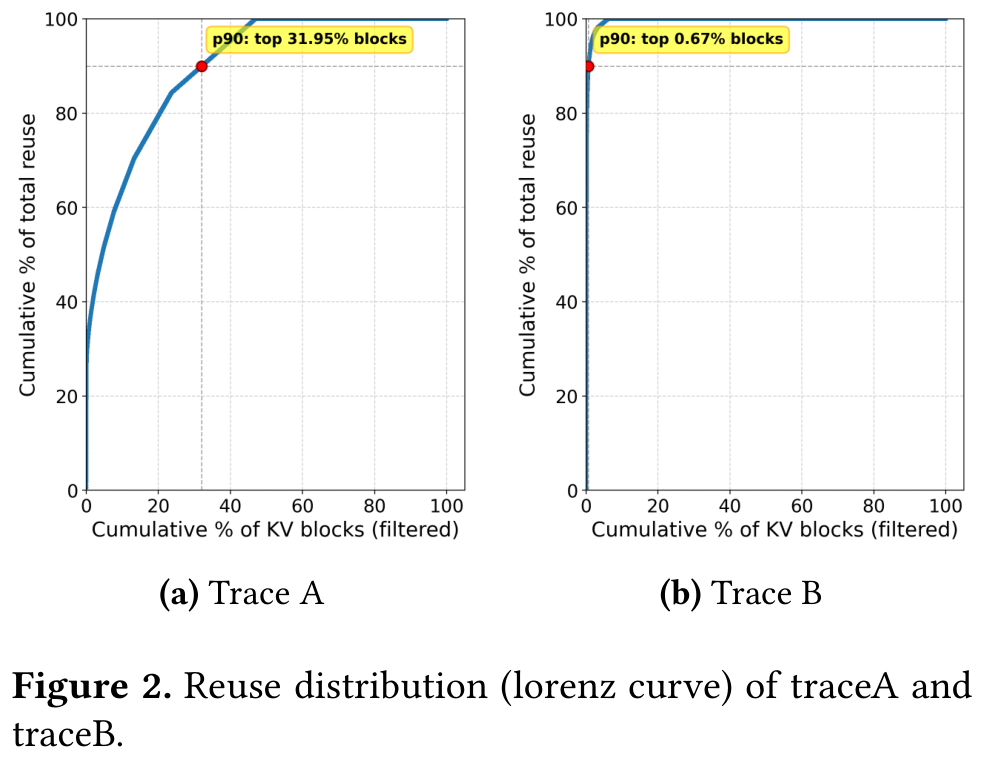 100
80
60
40
20
0
Cumulative % of total reuse
p90: top 31.95% blocks
0 20 40 60 80 100
Cumulative % of KV blocks (filtered)
(a) Trace A
100
80
60
40
20
0
Cumulative % of total reuse
p90: top 0.67% blocks
0 20 40 60 80 100
Cumulative % of KV blocks (filtered)
(b) Trace B
Figure 2. Reuse distribution (lorenz curve) of traceA and
traceB.